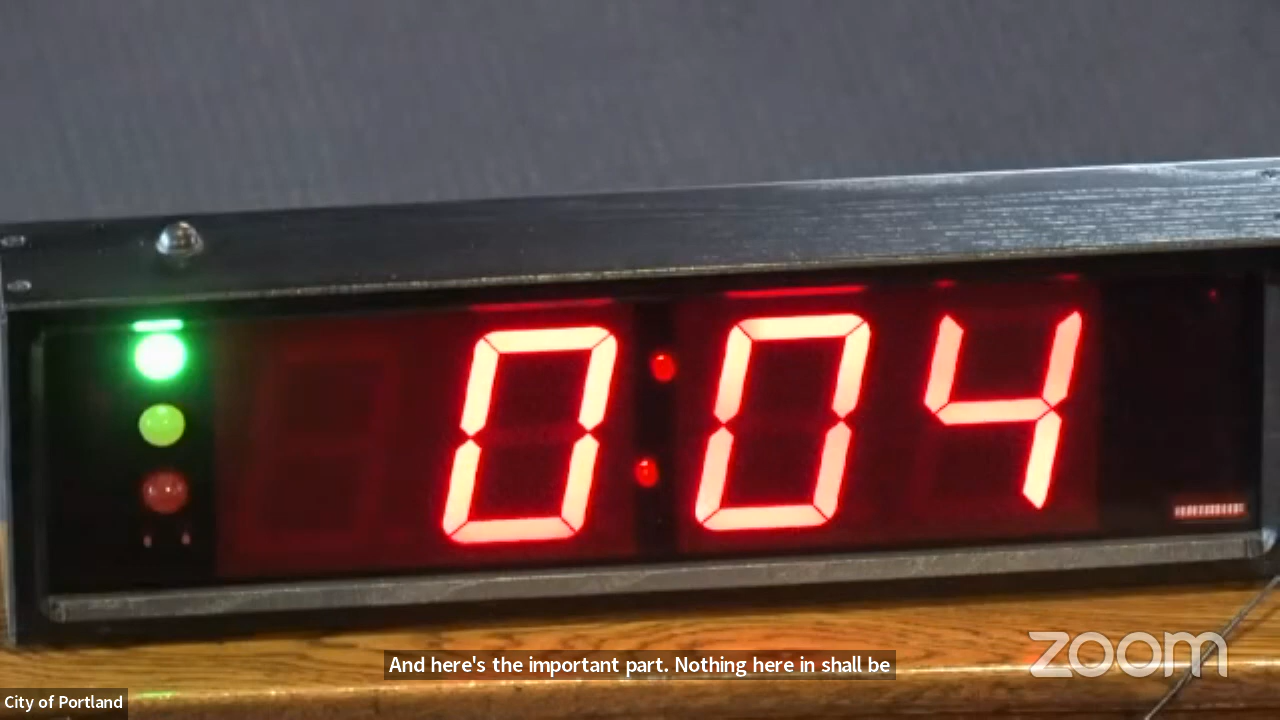 0:04
And here's the important part. Nothing here in shall be
zoom
City of Portland